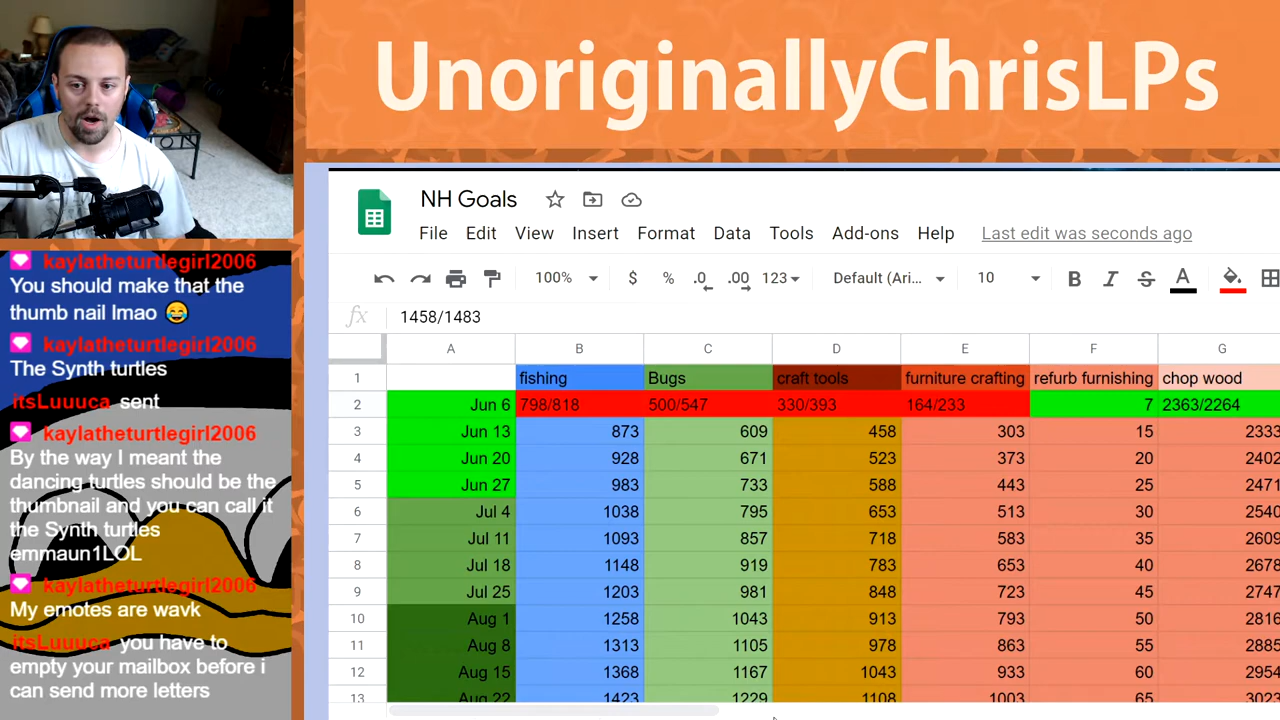 UnoriginallyChrisLPs
NH Goals
File Edit View Insert Format Data Tools Add-ons Help Last edit was seconds ago
100% $ % .0 .00 123 Default (Ari... 10 B I S A
fx 1458/1483
A B C D E F G
1 fishing Bugs craft tools furniture crafting refurb furnishing chop wood
2 Jun 6 798/818 500/547 330/393 164/233 7 2363/2264
3 Jun 13 873 609 458 303 15 2333
4 Jun 20 928 671 523 373 20 2402
5 Jun 27 983 733 588 443 25 2471
6 Jul 4 1038 795 653 513 30 2540
7 Jul 11 1093 857 718 583 35 2609
8 Jul 18 1148 919 783 653 40 2678
9 Jul 25 1203 981 848 723 45 2747
10 Aug 1 1258 1043 913 793 50 2816
11 Aug 8 1313 1105 978 863 55 2885
12 Aug 15 1368 1167 1043 933 60 2954
13 Aug 22 1423 1229 1108 1003 65 3023
kaylatheturtlegirl2006
You should make that the
thumb nail lmao 😂
kaylatheturtlegirl2006
The Synth turtles
itsLuuuca sent
kaylatheturtlegirl2006
By the way I meant the
dancing turtles should be the
thumbnail and you can call it
the Synth turtles
emmaun1LOL
kaylatheturtlegirl2006
My emotes are wavk
itsLuuuca you have to
empty your mailbox before i
can send more letters